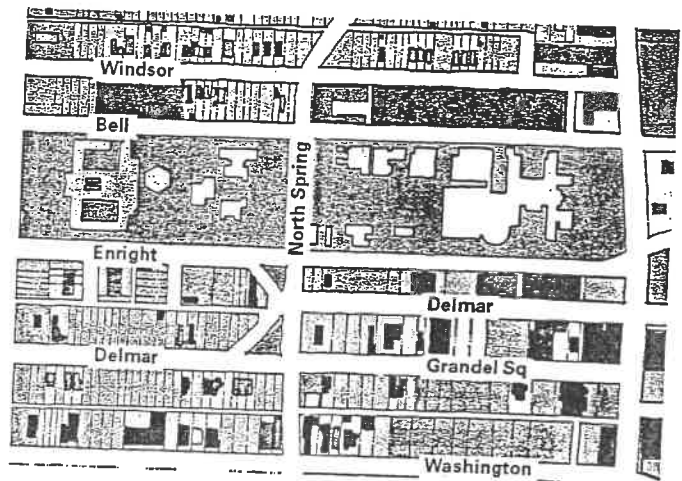 Windsor
Bell
North Spring
Enright
Delmar
Delmar
Grandel Sq
Washington